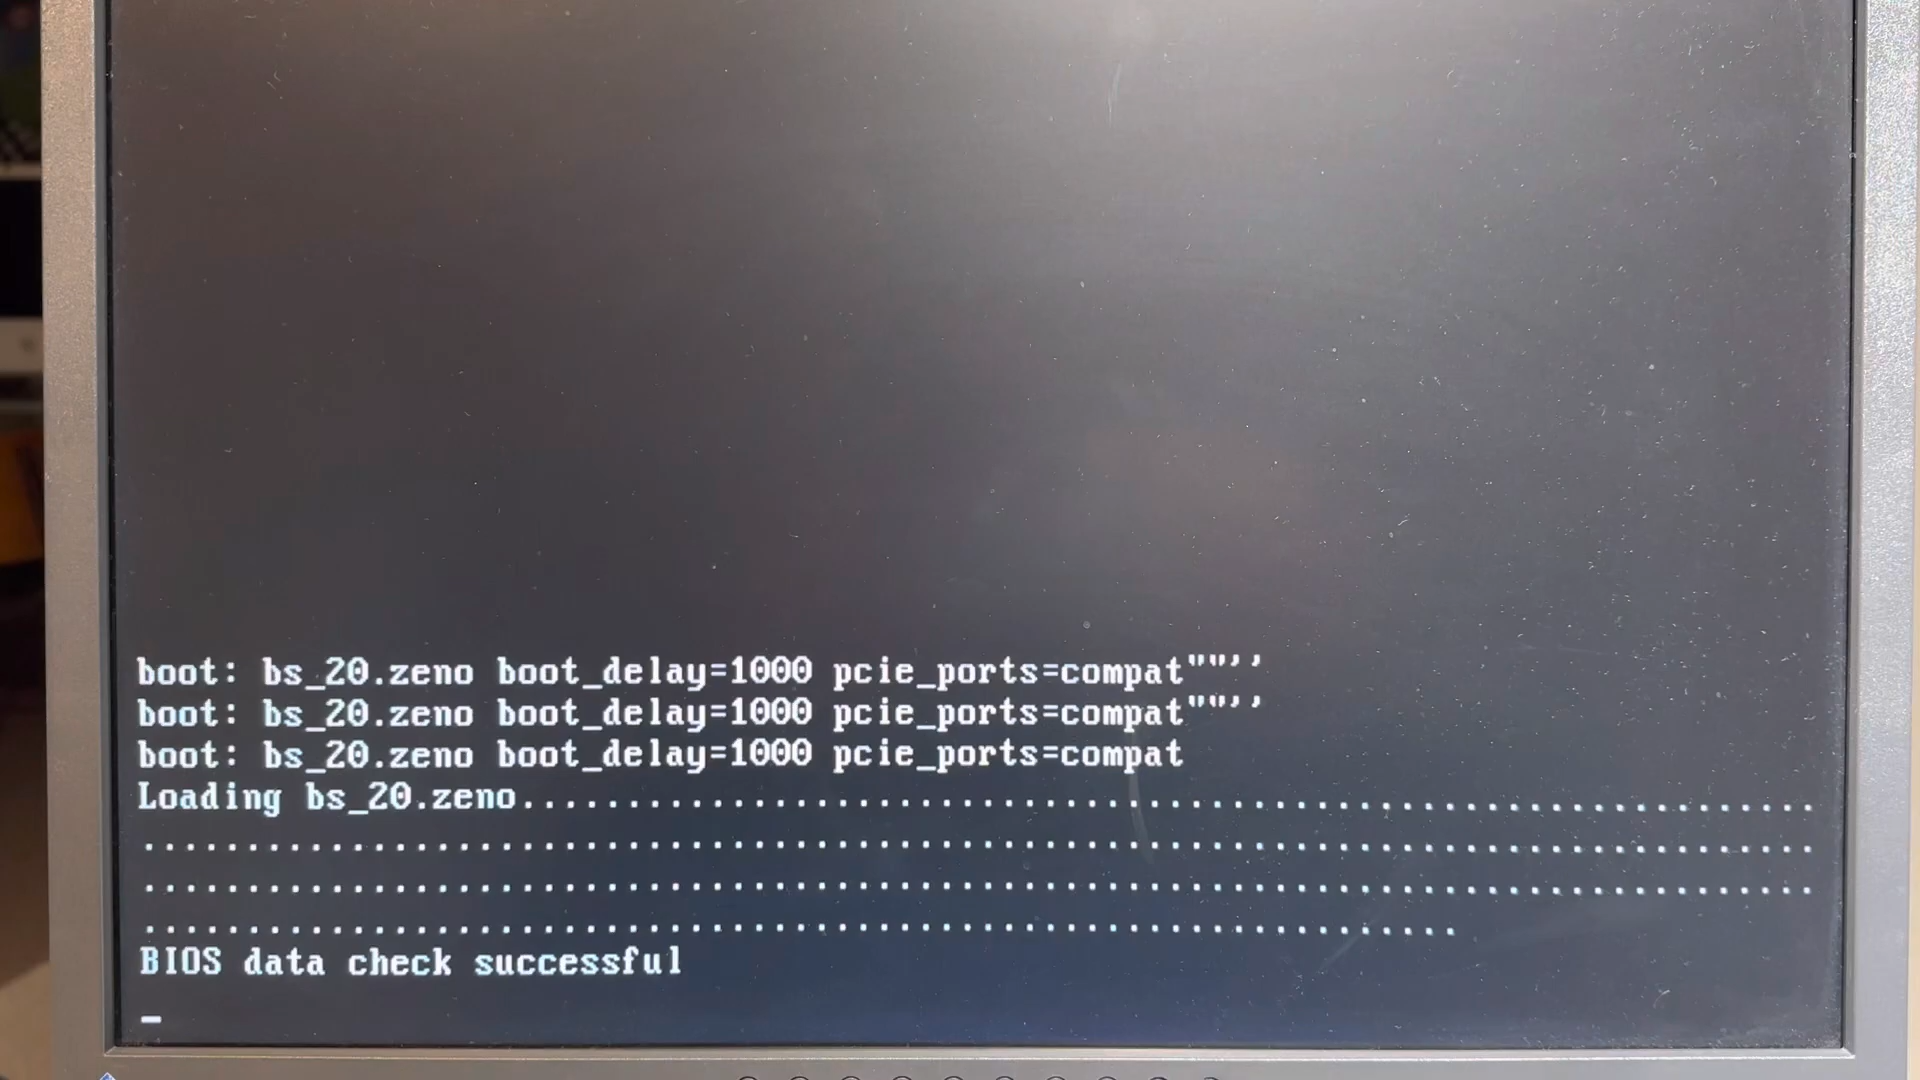 boot: bs_20.zeno boot_delay=1000 pcie_ports=compat""''
boot: bs_20.zeno boot_delay=1000 pcie_ports=compat""''
boot: bs_20.zeno boot_delay=1000 pcie_ports=compat
Loading bs_20.zeno..............................................................
................................................................................
................................................................................
...............................................................
BIOS data check successful
_